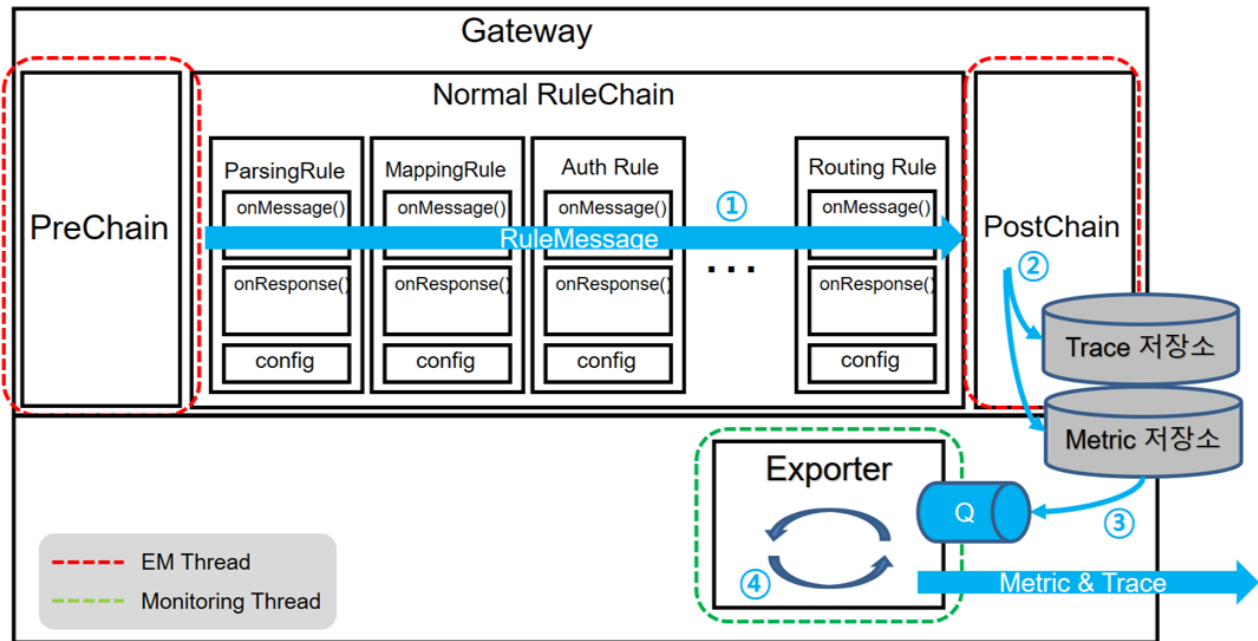 Gateway
PreChain
Normal RuleChain
ParsingRule
onMessage()
onResponse()
config
MappingRule
onMessage()
onResponse()
config
Auth Rule
onMessage()
onResponse()
config
①
...
Routing Rule
onMessage()
onResponse()
config
RuleMessage
PostChain
②
Trace 저장소
Metric 저장소
③
Exporter
Q
④
Metric & Trace
EM Thread
Monitoring Thread